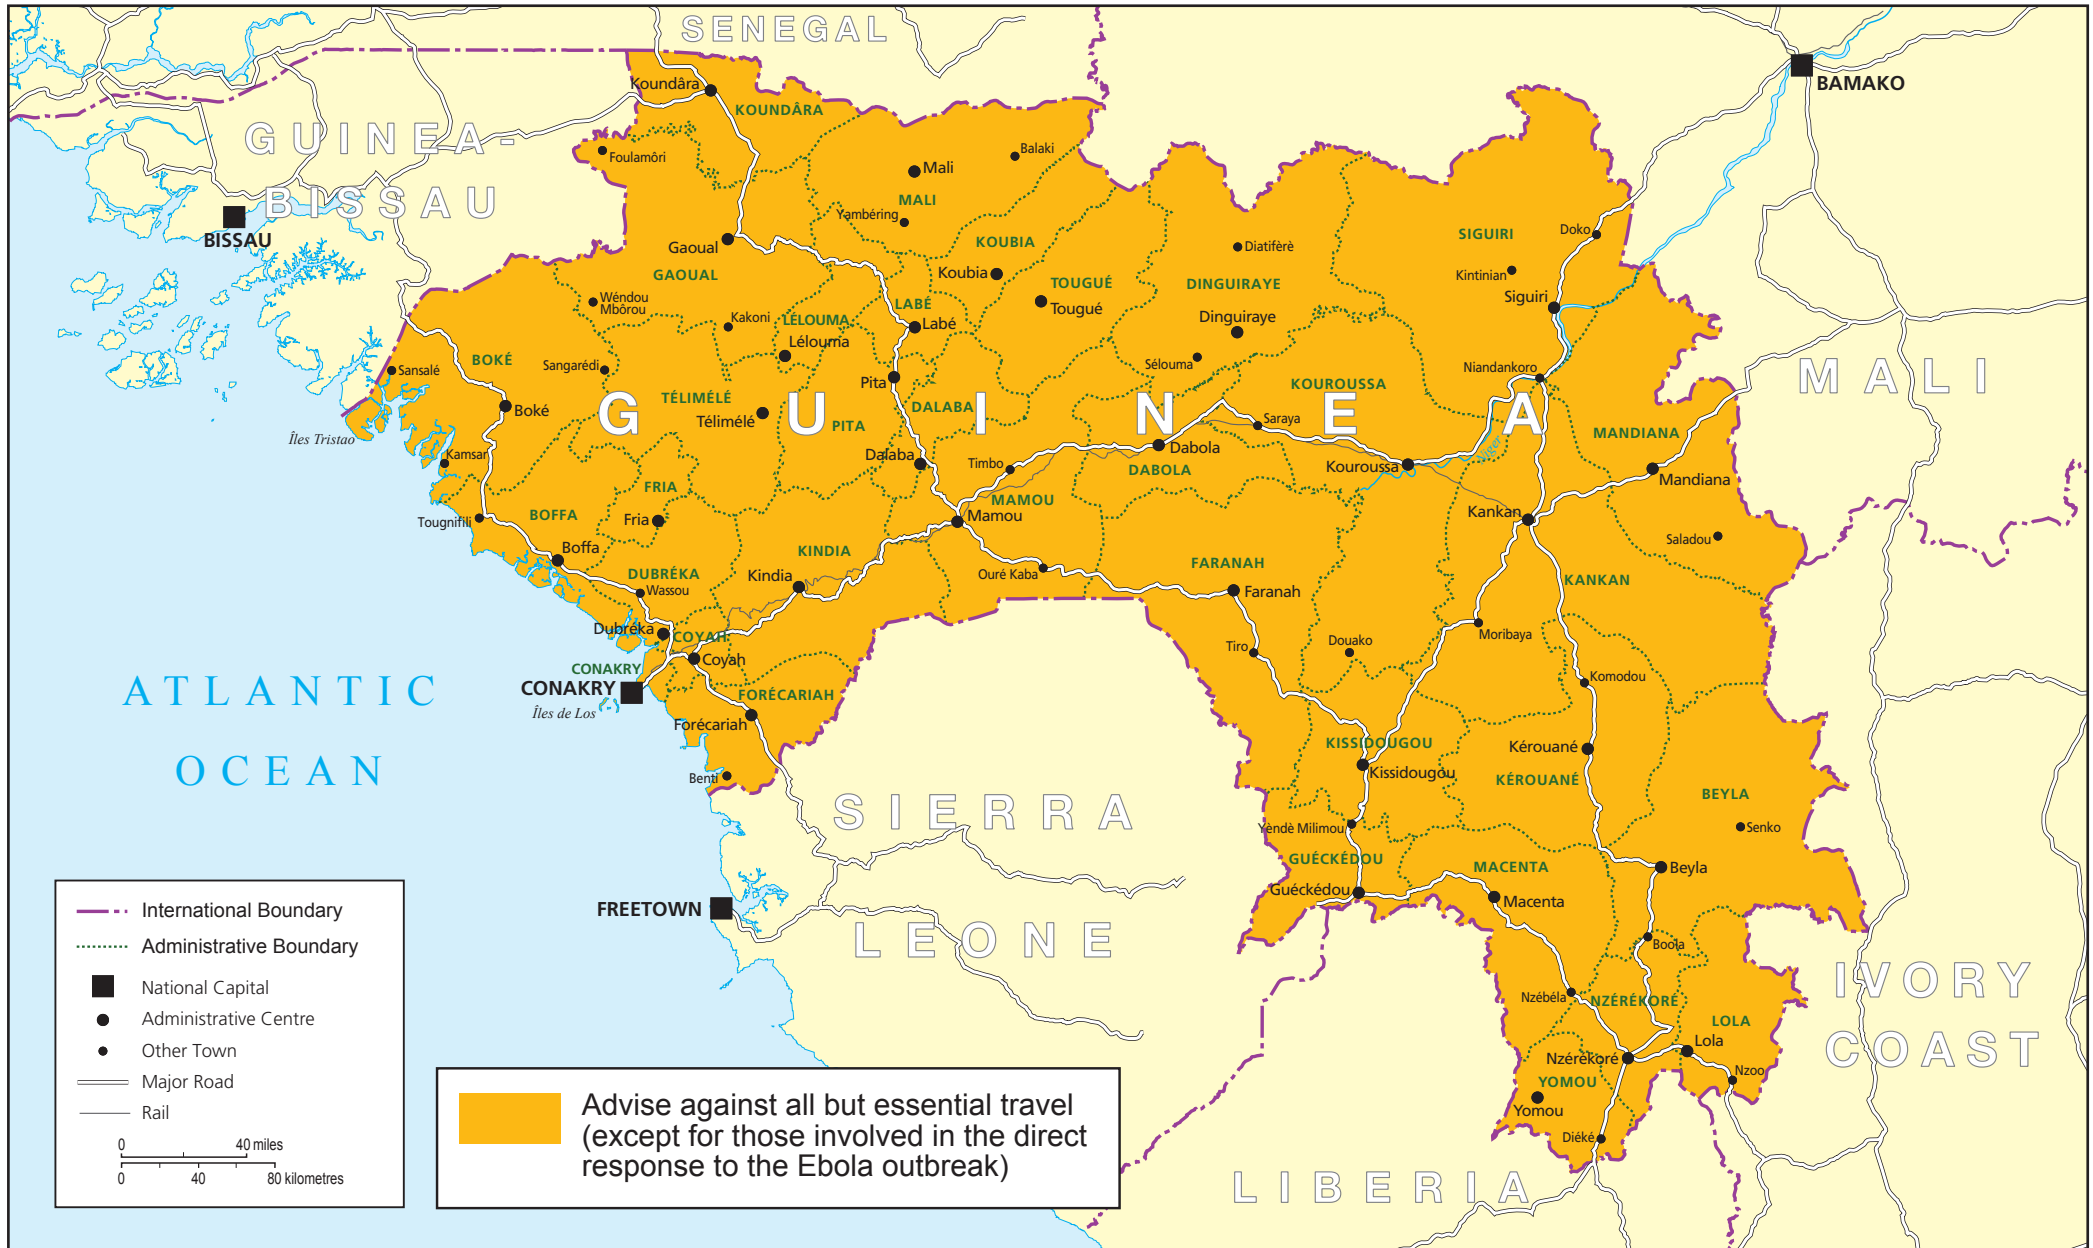 SENEGAL
BAMAKO
Koundâra
KOUNDÂRA
GUINEA-
BISSAU
BISSAU
Foulamôri
Mali
Balaki
MALI
Yambéring
Gaoual
GAOUAL
KOUBIA
Koubia
TOUGUÉ
Tougué
Diatifèrè
DINGUIRAYE
Dinguiraye
Sélouma
SIGUIRI
Doko
Kintinian
Siguiri
Niandankoro
Wéndou
Mbôrou
Kakoni
LÉLOUMA
Lélouma
LABÉ
Labé
Sansalé
BOKÉ
Boké
Sangarédi
TÉLIMÉLÉ
Télimélé
Pita
PITA
DALABA
Dalaba
KOUROUSSA
Saraya
Kouroussa
Niger
GUINEA
MALI
MANDIANA
Mandiana
Îles Tristao
Kamsar
Timbo
Dabola
DABOLA
FRIA
Fria
MAMOU
Mamou
Kankan
Saladou
Tougnifili
BOFFA
Boffa
KINDIA
Kindia
DUBRÉKA
Wassou
Dubréka
COYAH
Coyah
Ouré Kaba
FARANAH
Faranah
KANKAN
Tiro
Douako
Moribaya
Komodou
CONAKRY
CONAKRY
Îles de Los
FORÉCARIAH
Forécariah
Benti
ATLANTIC
OCEAN
KISSIDOUGOU
Kissidougou
Kérouané
KÉROUANÉ
BEYLA
Senko
Beyla
Yèndè Milimou
GUÉCKÉDOU
Guéckédou
MACENTA
Macenta
SIERRA
LEONE
FREETOWN
Boola
Nzébéla
NZÉRÉKORÉ
Nzérékoré
LOLA
Lola
Nzoo
YOMOU
Yomou
Diéké
IVORY
COAST
LIBERIA
International Boundary
Administrative Boundary
National Capital
Administrative Centre
Other Town
Major Road
Rail
0 40 miles
0 40 80 kilometres
Advise against all but essential travel
(except for those involved in the direct
response to the Ebola outbreak)